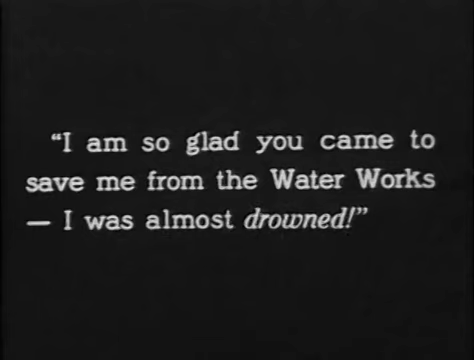 “I am so glad you came to
save me from the Water Works
— I was almost drowned!”